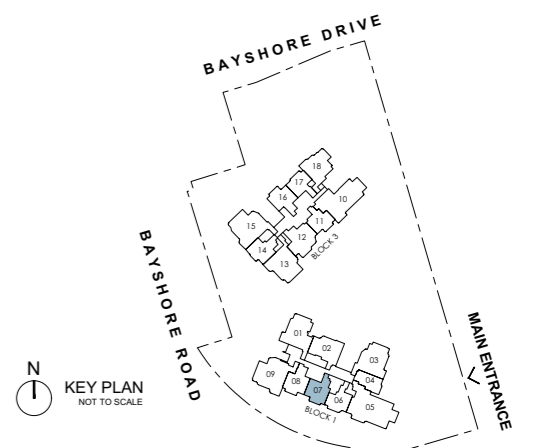 BAYSHORE DRIVE
18
17
16
10
15
11
12
14
13
BLOCK 3
BAYSHORE ROAD
01
02
03
09
08
07
04
06
05
BLOCK 1
MAIN ENTRANCE
N
KEY PLAN
NOT TO SCALE